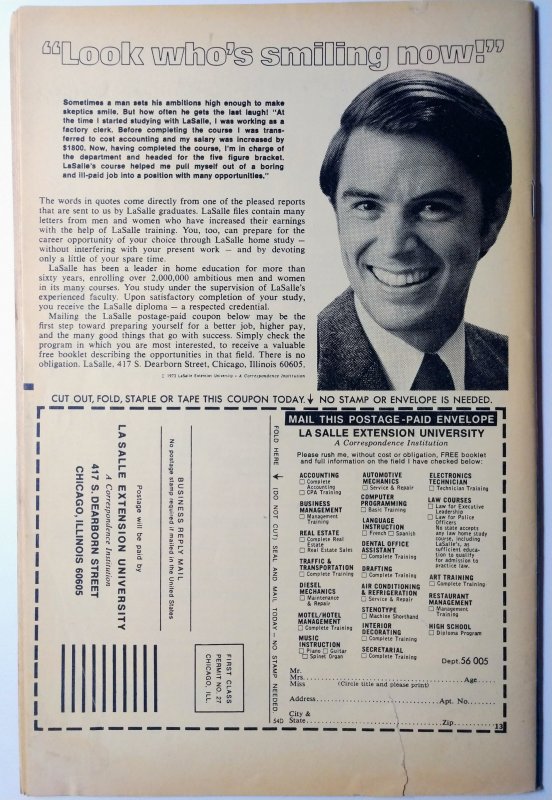 “Look who’s smiling now!”
Sometimes a man sets his ambitions high enough to make
skeptics smile. But how often he gets the last laugh! "At
the time I started studying with LaSalle, I was working as a
factory clerk. Before completing the course I was trans-
ferred to cost accounting and my salary was increased by
$1800. Now, having completed the course, I'm in charge of
the department and headed for the five figure bracket.
LaSalle's course helped me pull myself out of a boring
and ill-paid job into a position with many opportunities."
The words in quotes come directly from one of the pleased reports
that are sent to us by LaSalle graduates. LaSalle files contain many
letters from men and women who have increased their earnings
with the help of LaSalle training. You, too, can prepare for the
career opportunity of your choice through LaSalle home study —
without interfering with your present work — and by devoting
only a little of your spare time.
LaSalle has been a leader in home education for more than
sixty years, enrolling over 2,000,000 ambitious men and women
in its many courses. You study under the supervision of LaSalle's
experienced faculty. Upon satisfactory completion of your study,
you receive the LaSalle diploma — a respected credential.
Mailing the LaSalle postage-paid coupon below may be the
first step toward preparing yourself for a better job, higher pay,
and the many good things that go with success. Simply check the
program in which you are most interested, to receive a valuable
free booklet describing the opportunities in that field. There is no
obligation. LaSalle, 417 S. Dearborn Street, Chicago, Illinois 60605.
© 1973 LaSalle Extension University • A Correspondence Institution
CUT OUT, FOLD, STAPLE OR TAPE THIS COUPON TODAY. ↓ NO STAMP OR ENVELOPE IS NEEDED.
Postage will be paid by
LASALLE EXTENSION UNIVERSITY
A Correspondence Institution
417 S. DEARBORN STREET
CHICAGO, ILLINOIS 60605
BUSINESS REPLY MAIL
No postage stamp required if mailed in the United States
FIRST CLASS
PERMIT NO. 27
CHICAGO, ILL.
FOLD HERE → (DO NOT CUT) SEAL AND MAIL TODAY – NO STAMP NEEDED.
54D
MAIL THIS POSTAGE-PAID ENVELOPE
LA SALLE EXTENSION UNIVERSITY
A Correspondence Institution
Please rush me, without cost or obligation, FREE booklet
and full information on the field I have checked below:
ACCOUNTING
□ Complete
Accounting
□ CPA Training
BUSINESS
MANAGEMENT
□ Management
Training
REAL ESTATE
□ Complete Real
Estate
□ Real Estate Sales
TRAFFIC &
TRANSPORTATION
□ Complete Training
DIESEL
MECHANICS
□ Maintenance
& Repair
MOTEL/HOTEL
MANAGEMENT
□ Complete Training
MUSIC
INSTRUCTION
□ Piano □ Guitar
□ Spinet Organ
AUTOMOTIVE
MECHANICS
□ Service & Repair
COMPUTER
PROGRAMMING
□ Basic Training
LANGUAGE
INSTRUCTION
□ French □ Spanish
DENTAL OFFICE
ASSISTANT
□ Complete Training
DRAFTING
□ Complete Training
AIR CONDITIONING
& REFRIGERATION
□ Service & Repair
STENOTYPE
□ Machine Shorthand
INTERIOR
DECORATING
□ Complete Training
SECRETARIAL
□ Complete Training
ELECTRONICS
TECHNICIAN
□ Technician Training
LAW COURSES
□ Law for Executive
Leadership
□ Law for Police
Officers
No state accepts
any law home study
course, including
LaSalle's, as
sufficient educa-
tion to qualify
for admission to
practice law.
ART TRAINING
□ Complete Training
RESTAURANT
MANAGEMENT
□ Management
Training
HIGH SCHOOL
□ Diploma Program
Dept. 56 005
Mr.
Mrs.
Miss
Age
(Circle title and please print)
Address Apt. No.
City &
State Zip
13